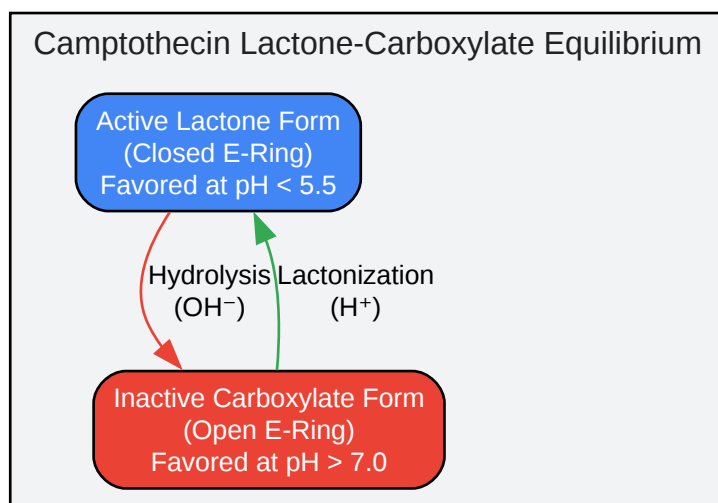 Camptothecin Lactone-Carboxylate Equilibrium
Active Lactone Form
(Closed E-Ring)
Favored at pH < 5.5
Hydrolysis
(OH⁻)
Lactonization
(H⁺)
Inactive Carboxylate Form
(Open E-Ring)
Favored at pH > 7.0